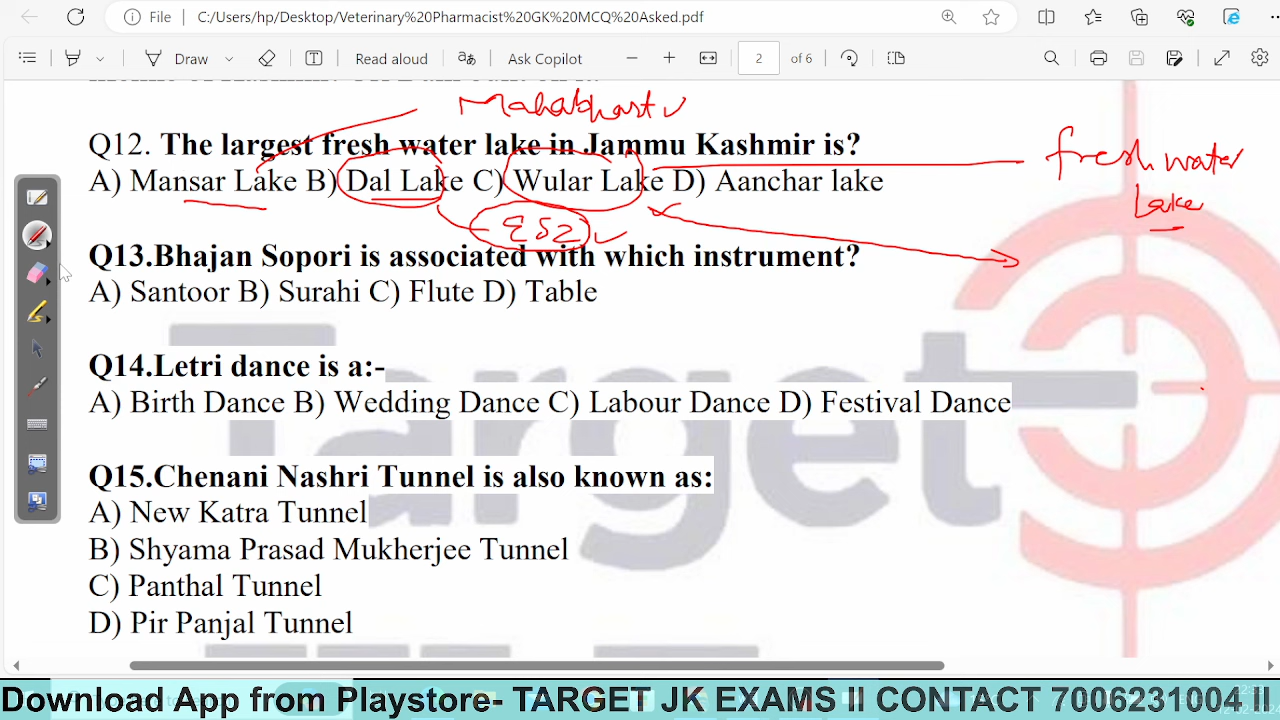 File C:/Users/hp/Desktop/Veterinary%20Pharmacist%20GK%20MCQ%20Asked.pdf
Draw Read aloud Ask Copilot 2 of 6
Mahabharat
Q12. The largest fresh water lake in Jammu Kashmir is?
A) Mansar Lake B) Dal Lake C) Wular Lake D) Aanchar lake
fresh water
Lake
ESZ
Q13.Bhajan Sopori is associated with which instrument?
A) Santoor B) Surahi C) Flute D) Table
Q14.Letri dance is a:-
A) Birth Dance B) Wedding Dance C) Labour Dance D) Festival Dance
Q15.Chenani Nashri Tunnel is also known as:
A) New Katra Tunnel
B) Shyama Prasad Mukherjee Tunnel
C) Panthal Tunnel
D) Pir Panjal Tunnel
Target
Download App from Playstore- TARGET JK EXAMS II CONTACT 7006231004 II